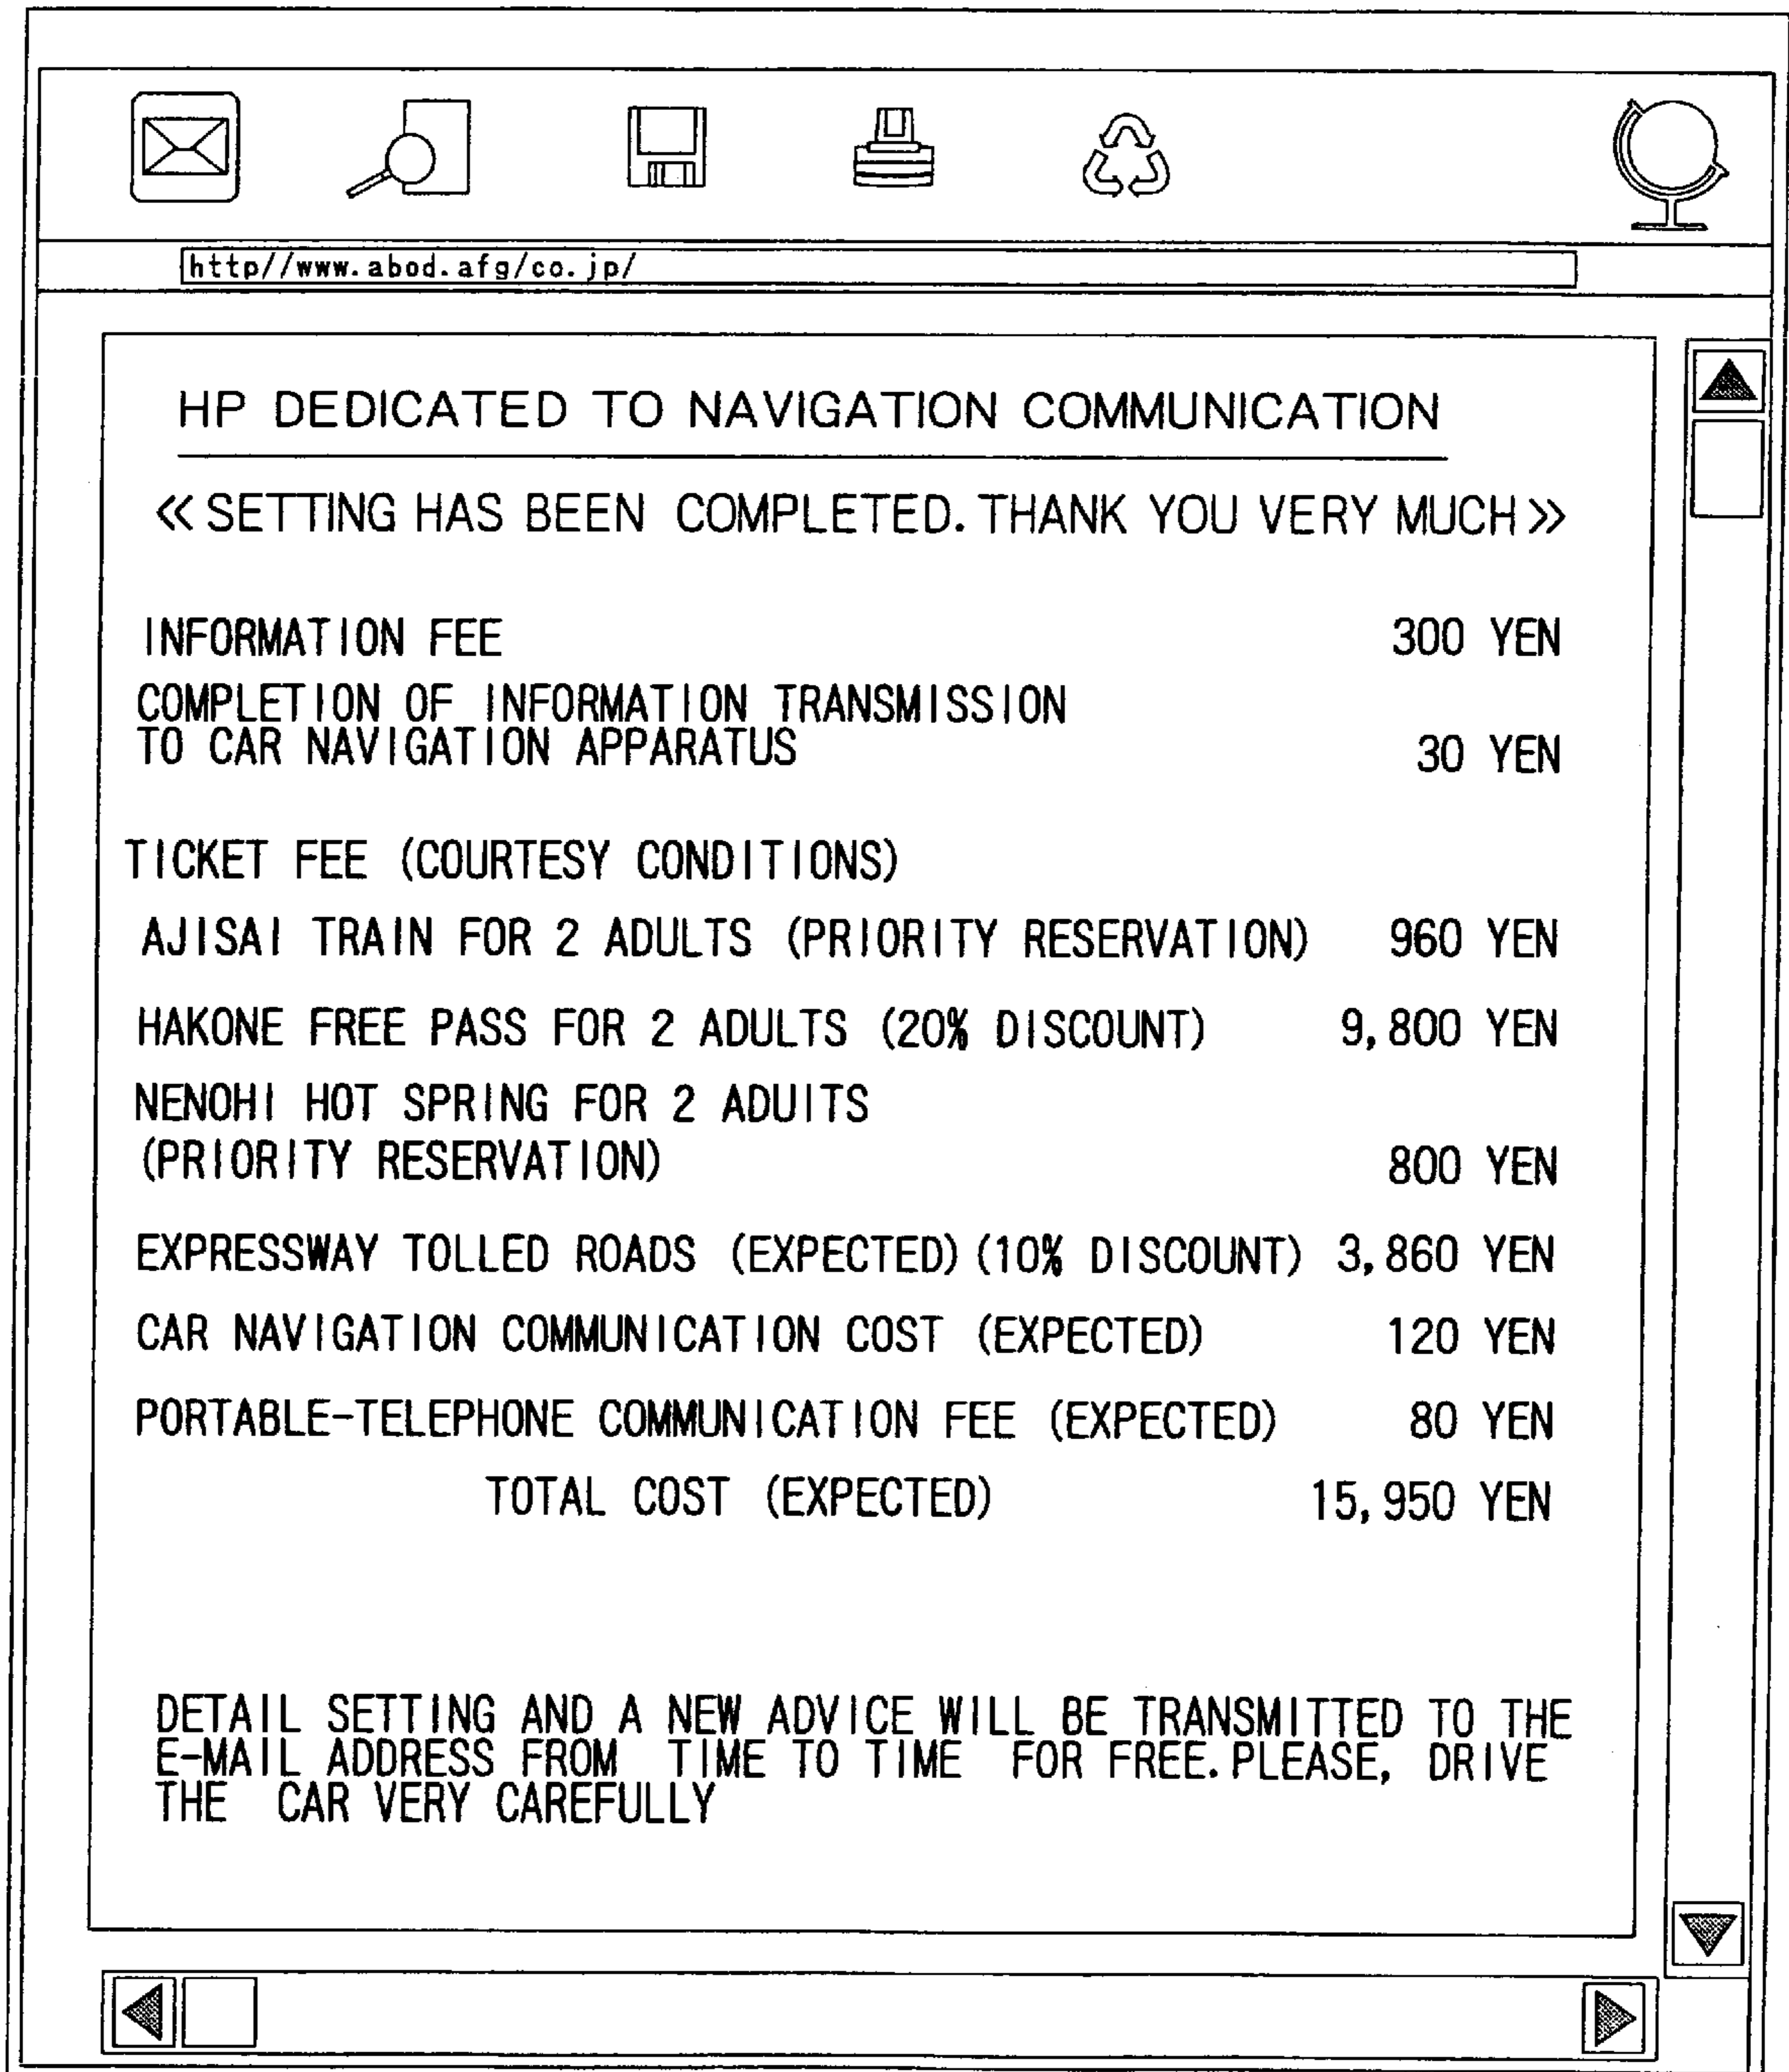 http//www.abod.afg/co.jp/
HP DEDICATED TO NAVIGATION COMMUNICATION
≪ SETTING HAS BEEN COMPLETED. THANK YOU VERY MUCH ≫
INFORMATION FEE 300 YEN
COMPLETION OF INFORMATION TRANSMISSION
TO CAR NAVIGATION APPARATUS 30 YEN
TICKET FEE (COURTESY CONDITIONS)
AJISAI TRAIN FOR 2 ADULTS (PRIORITY RESERVATION) 960 YEN
HAKONE FREE PASS FOR 2 ADULTS (20% DISCOUNT) 9,800 YEN
NENOHI HOT SPRING FOR 2 ADUITS
(PRIORITY RESERVATION) 800 YEN
EXPRESSWAY TOLLED ROADS (EXPECTED) (10% DISCOUNT) 3,860 YEN
CAR NAVIGATION COMMUNICATION COST (EXPECTED) 120 YEN
PORTABLE-TELEPHONE COMMUNICATION FEE (EXPECTED) 80 YEN
TOTAL COST (EXPECTED) 15,950 YEN
DETAIL SETTING AND A NEW ADVICE WILL BE TRANSMITTED TO THE
E-MAIL ADDRESS FROM TIME TO TIME FOR FREE. PLEASE, DRIVE
THE CAR VERY CAREFULLY